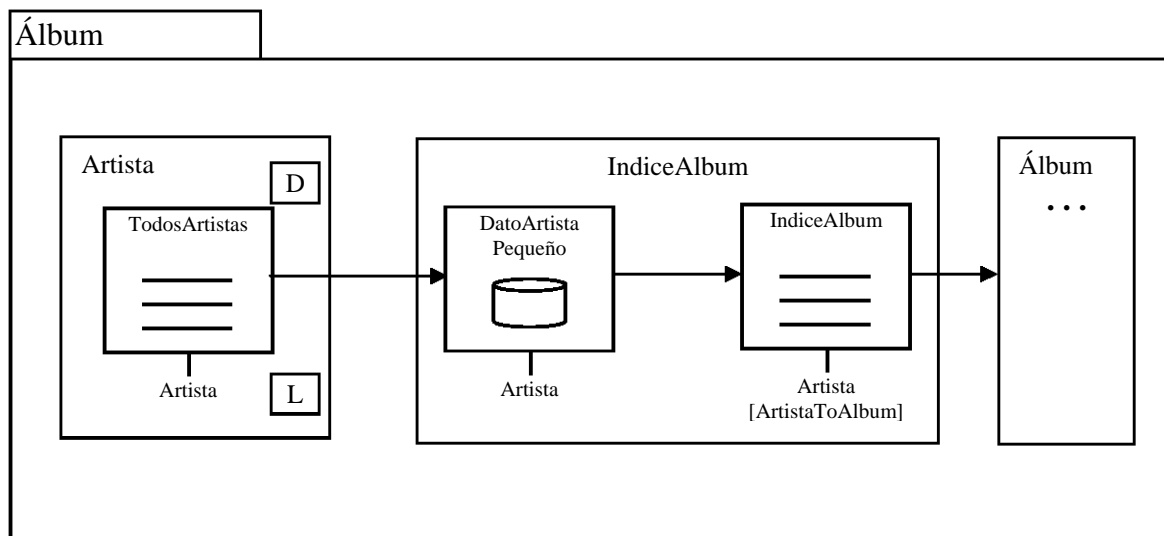 Álbum
Artista
D
TodosArtistas
Artista
L
IndiceAlbum
DatoArtista
Pequeño
Artista
IndiceAlbum
Artista
[ArtistaToAlbum]
Álbum
...